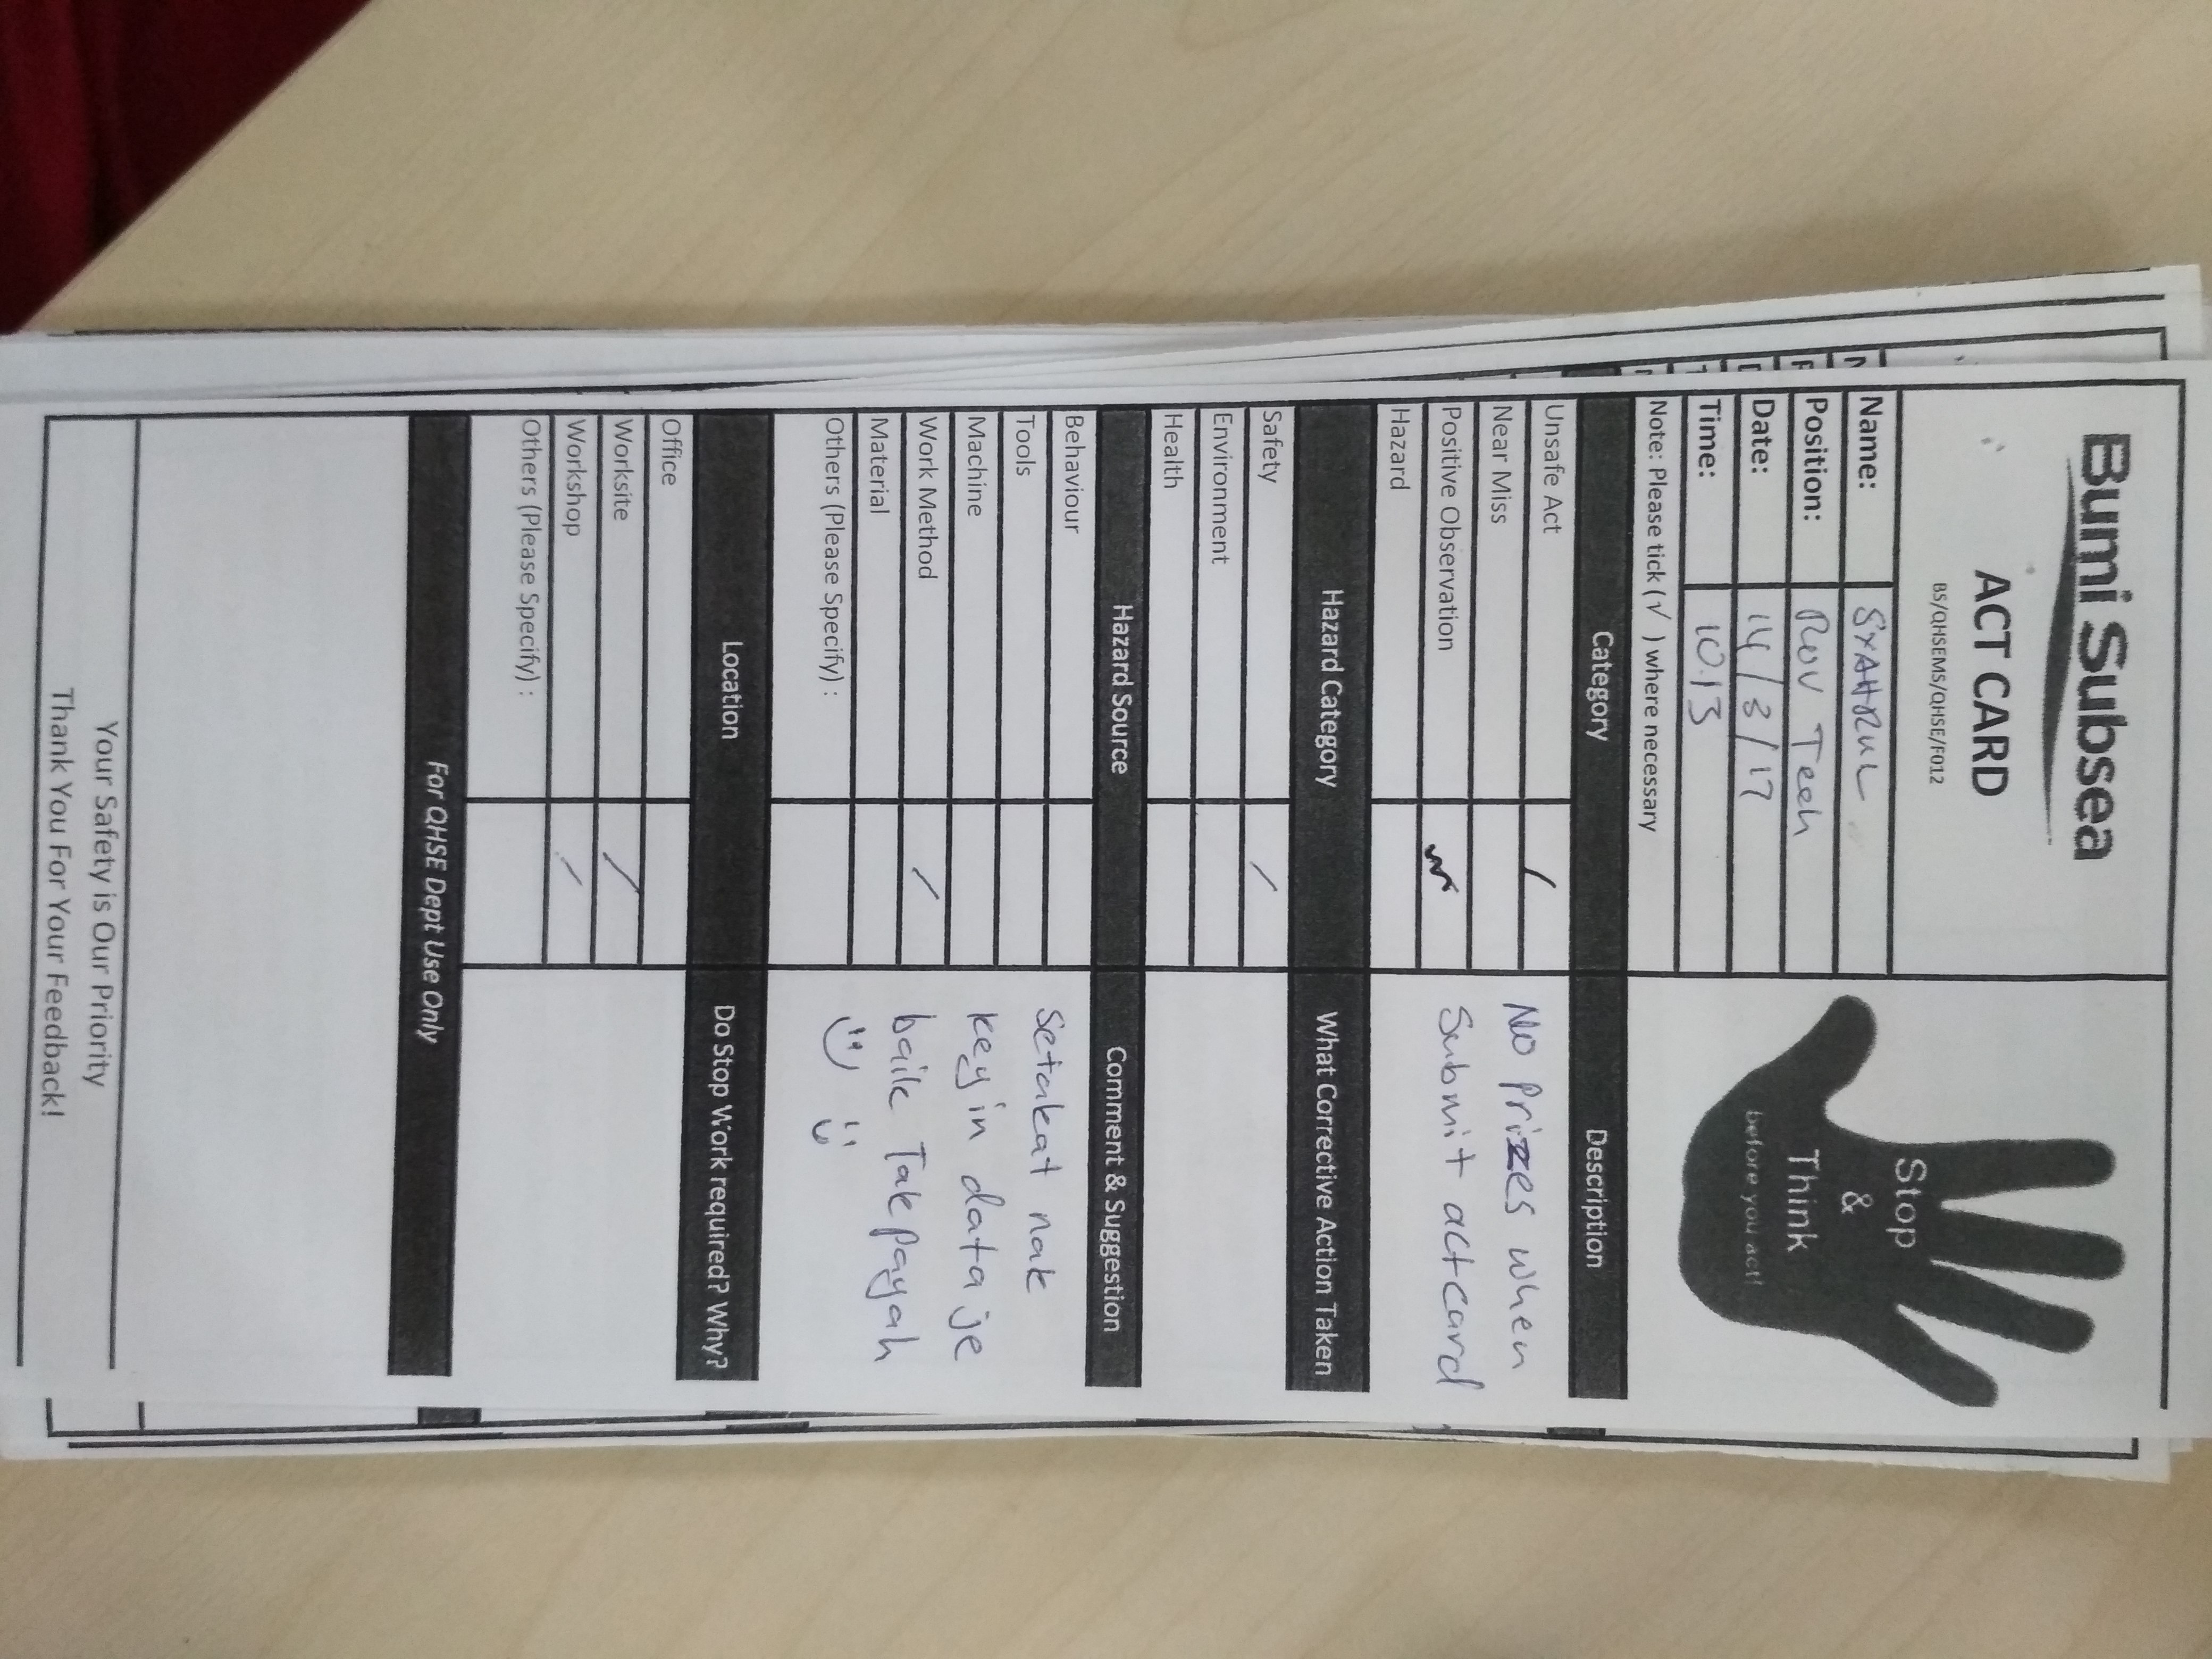 Bumi Subsea
ACT CARD
BS/QHSEMS/QHSE/F012
Stop
&
Think
before you act!
Name: SYAHRUL
Position: ROV Tech
Date: 14/3/17
Time: 10.13
Note: Please tick (√ ) where necessary
Category
Description
Unsafe Act /
Near Miss
Positive Observation
Hazard
No Prizes when
Submit actcard
Hazard Category
What Corrective Action Taken
Safety /
Environment
Health
Hazard Source
Comment & Suggestion
Behaviour
Tools
Machine
Work Method /
Material
Others (Please Specify) :
Setakat nak
key in data je
baik Tak payah
Location
Do Stop Work required? Why?
Office
Worksite /
Workshop /
Others (Please Specify) :
For QHSE Dept Use Only
Your Safety is Our Priority
Thank You For Your Feedback!